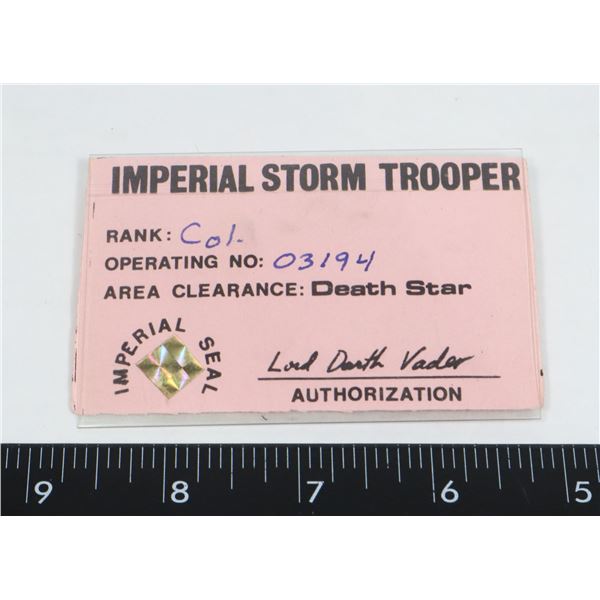 IMPERIAL STORM TROOPER
RANK: Col.
OPERATING NO: 03194
AREA CLEARANCE: Death Star
IMPERIAL SEAL
Lord Darth Vader
AUTHORIZATION
9 8 7 6 5